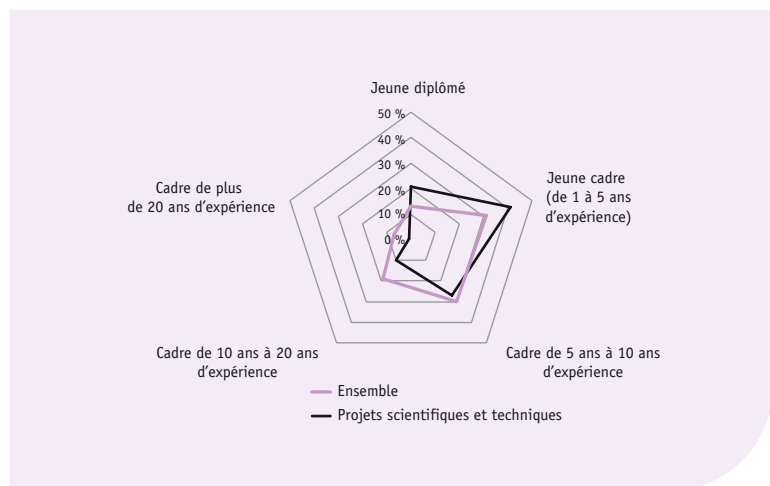 Jeune diplômé
50 %
40 %
30 %
20 %
10 %
0 %
Jeune cadre
(de 1 à 5 ans
d'expérience)
Cadre de plus
de 20 ans d'expérience
Cadre de 10 ans à 20 ans
d'expérience
Cadre de 5 ans à 10 ans
d'expérience
Ensemble
Projets scientifiques et techniques